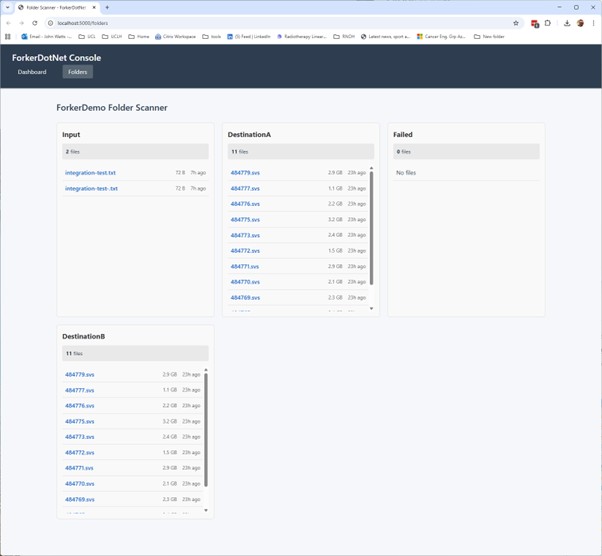 Folder Scanner - ForkerDotNet
localhost:5000/folders
Email - John Watts -... UCL UCLH Home Citrix Workspace tools (5) Feed | LinkedIn Radiotherapy Linear... RNOH Latest news, sport a... Cancer Eng. Grp. Ap... New folder
ForkerDotNet Console
Dashboard Folders
ForkerDemo Folder Scanner
Input
2 files
integration-test.txt 72 B 7h ago
integration-test-.txt 72 B 7h ago
DestinationA
11 files
484779.svs 2.9 GB 23h ago
484777.svs 1.1 GB 23h ago
484776.svs 2.2 GB 23h ago
484775.svs 3.2 GB 23h ago
484773.svs 2.4 GB 23h ago
484772.svs 1.5 GB 23h ago
484771.svs 2.9 GB 23h ago
484770.svs 2.1 GB 23h ago
484769.svs 2.3 GB 23h ago
Failed
0 files
No files
DestinationB
11 files
484779.svs 2.9 GB 23h ago
484777.svs 1.1 GB 23h ago
484776.svs 2.2 GB 23h ago
484775.svs 3.2 GB 23h ago
484773.svs 2.4 GB 23h ago
484772.svs 1.5 GB 23h ago
484771.svs 2.9 GB 23h ago
484770.svs 2.1 GB 23h ago
484769.svs 2.3 GB 23h ago